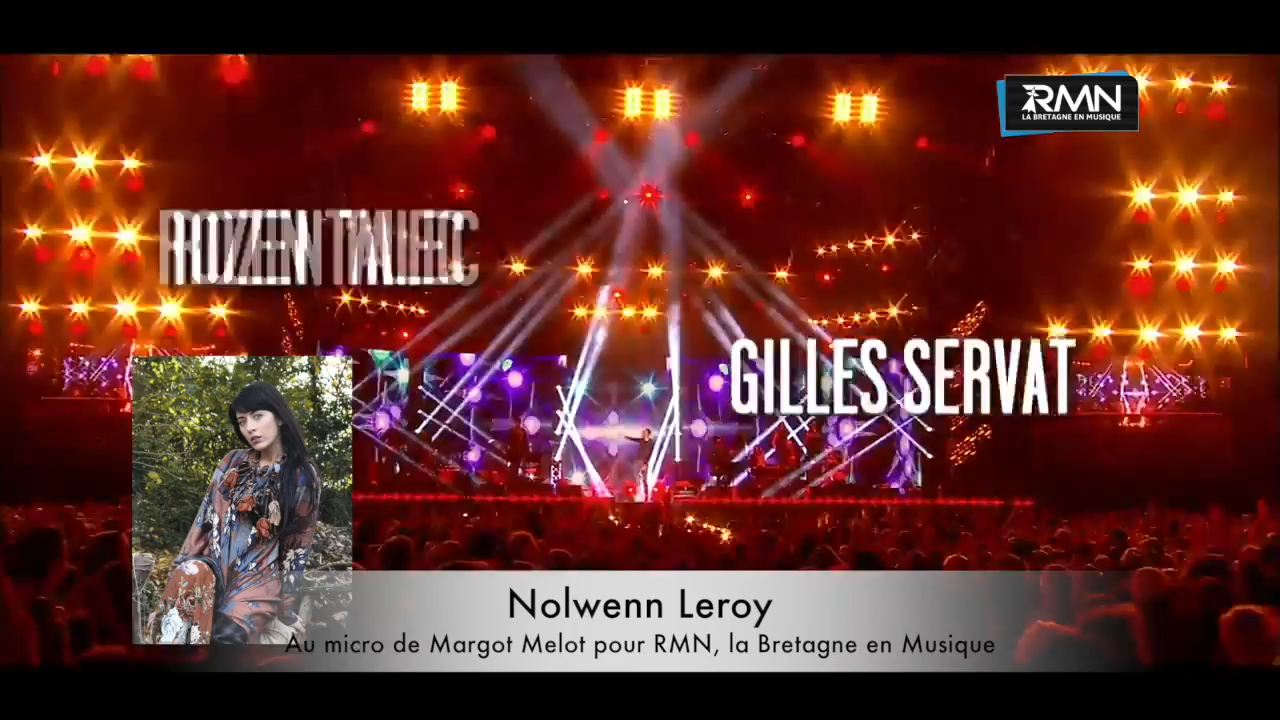 RMN
LA BRETAGNE EN MUSIQUE
ROZEN TALEC
GILLES SERVAT
Nolwenn Leroy
Au micro de Margot Melot pour RMN, la Bretagne en Musique